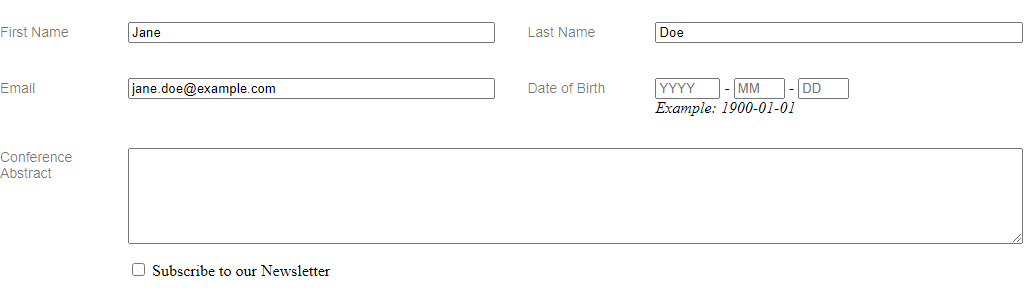 First Name Jane Last Name Doe
Email jane.doe@example.com Date of Birth YYYY - MM - DD
Example: 1900-01-01
Conference
Abstract
Subscribe to our Newsletter